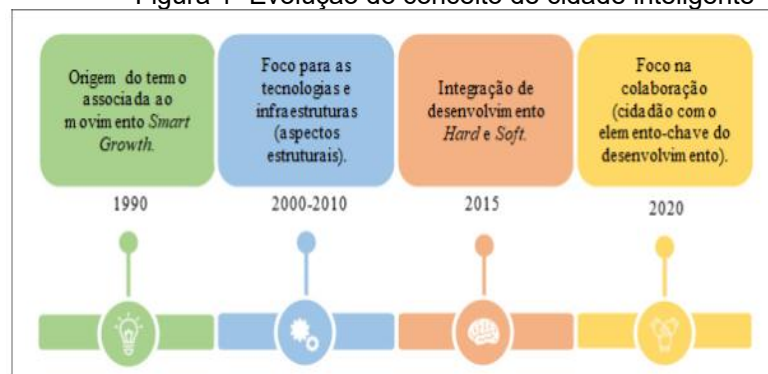 Figura 1- Evolução do conceito de cidade inteligente
Origem do termo
associada ao
movimento Smart
Growth.
Foco para as
tecnologias e
infraestruturas
(aspectos
estruturais).
Integração de
desenvolvimento
Hard e Soft.
Foco na
colaboração
(cidadão com o
elemento-chave do
desenvolvimento).
1990
2000-2010
2015
2020